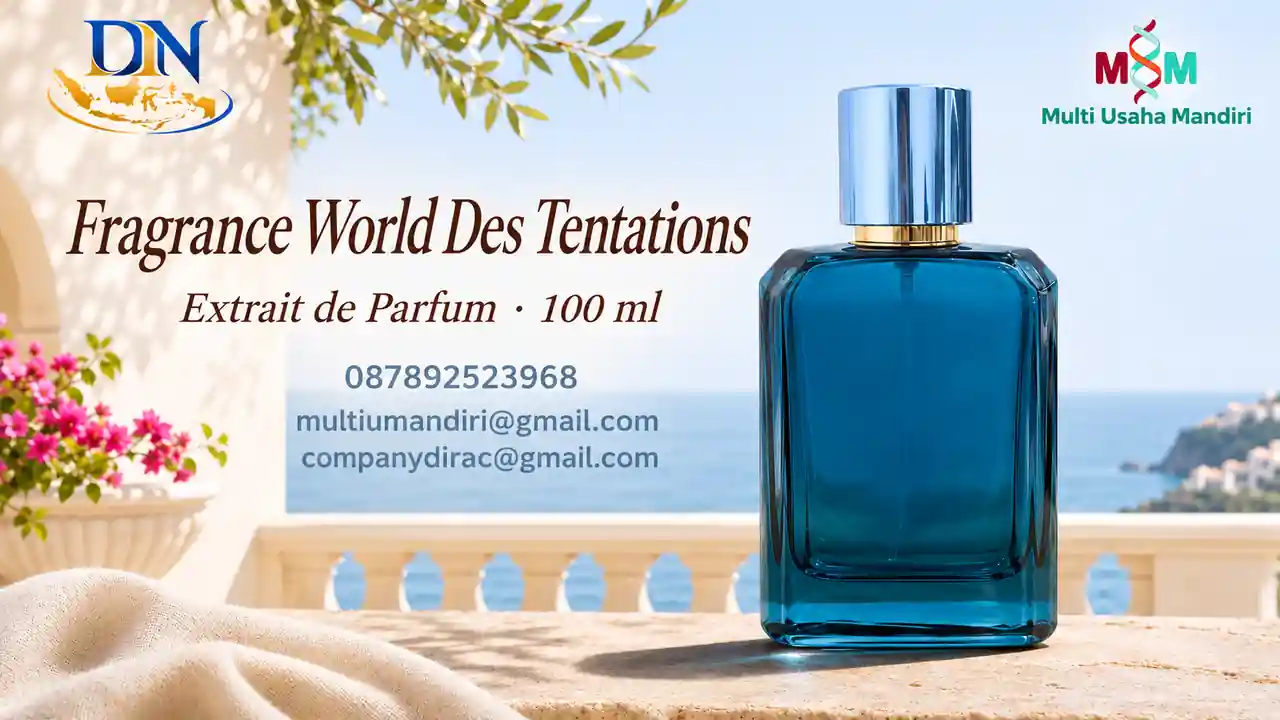 DN
M M
Multi Usaha Mandiri
Fragrance World Des Tentations
Extrait de Parfum · 100 ml
087892523968
multiumandiri@gmail.com
companydirac@gmail.com